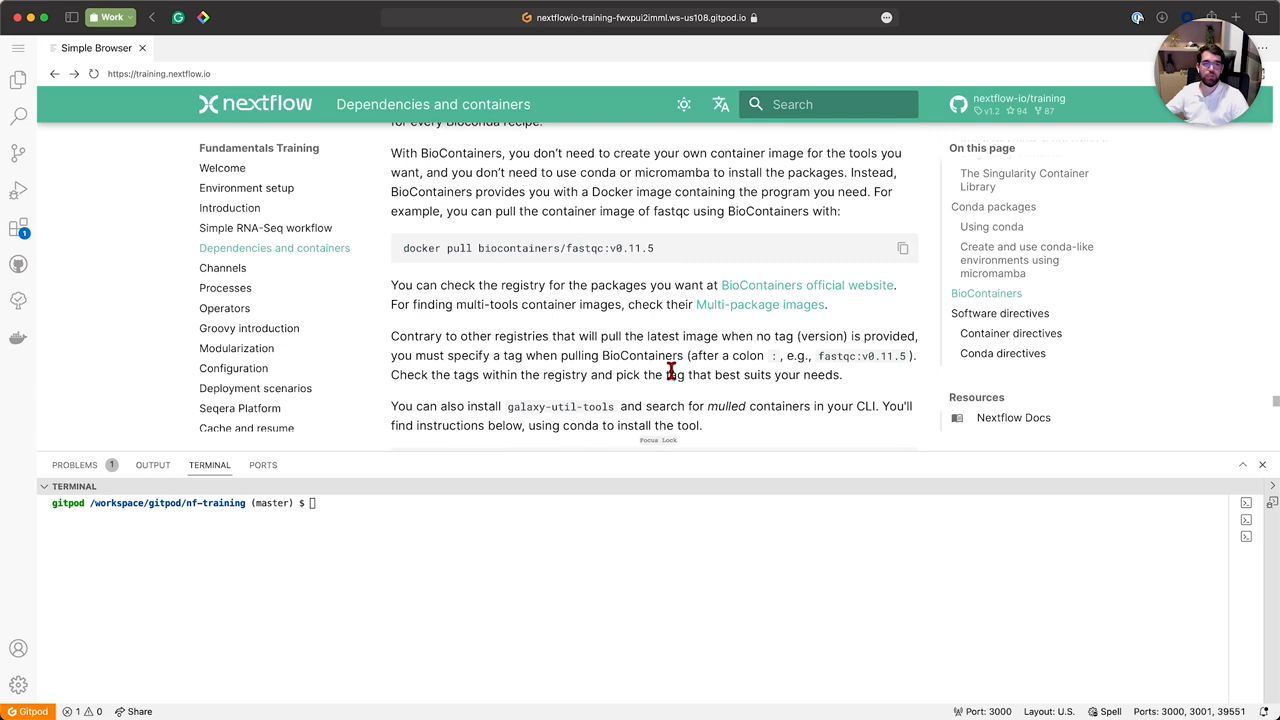 Work
nextflowio-training-fwxpui2imml.ws-us108.gitpod.io
Simple Browser
https://training.nextflow.io
nextflow
Dependencies and containers
Search
nextflow-io/training
v1.2 94 87
Fundamentals Training
Welcome
Environment setup
Introduction
Simple RNA-Seq workflow
Dependencies and containers
Channels
Processes
Operators
Groovy introduction
Modularization
Configuration
Deployment scenarios
Seqera Platform
Cache and resume
for every Bioconda recipe.
With BioContainers, you don't need to create your own container image for the tools you
want, and you don't need to use conda or micromamba to install the packages. Instead,
BioContainers provides you with a Docker image containing the program you need. For
example, you can pull the container image of fastqc using BioContainers with:
docker pull biocontainers/fastqc:v0.11.5
You can check the registry for the packages you want at BioContainers official website.
For finding multi-tools container images, check their Multi-package images.
Contrary to other registries that will pull the latest image when no tag (version) is provided,
you must specify a tag when pulling BioContainers (after a colon :, e.g., fastqc:v0.11.5).
Check the tags within the registry and pick the tag that best suits your needs.
You can also install galaxy-util-tools and search for mulled containers in your CLI. You'll
find instructions below, using conda to install the tool.
Focus Lock
On this page
The Singularity Container
Library
Conda packages
Using conda
Create and use conda-like
environments using
micromamba
BioContainers
Software directives
Container directives
Conda directives
Resources
Nextflow Docs
1
PROBLEMS 1 OUTPUT TERMINAL PORTS
TERMINAL
gitpod /workspace/gitpod/nf-training (master) $
Gitpod 1 0 Share
Port: 3000 Layout: U.S. Spell Ports: 3000, 3001, 39551